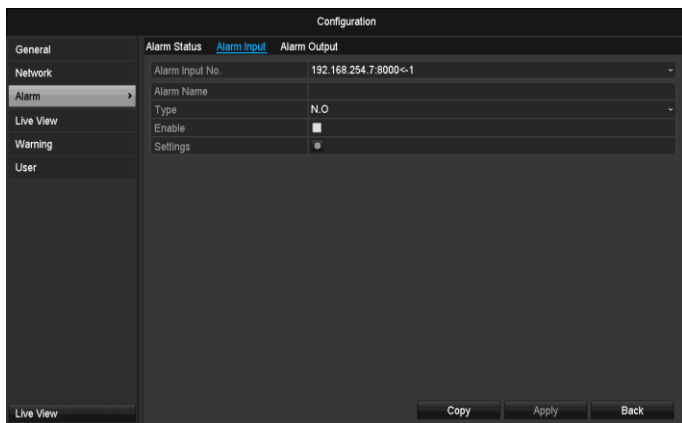 Configuration
General
Network
Alarm
Live View
Warning
User
Live View
Alarm Status Alarm Input Alarm Output
Alarm Input No. 192.168.254.7:8000<-1
Alarm Name
Type N.O
Enable
Settings
Copy Apply Back